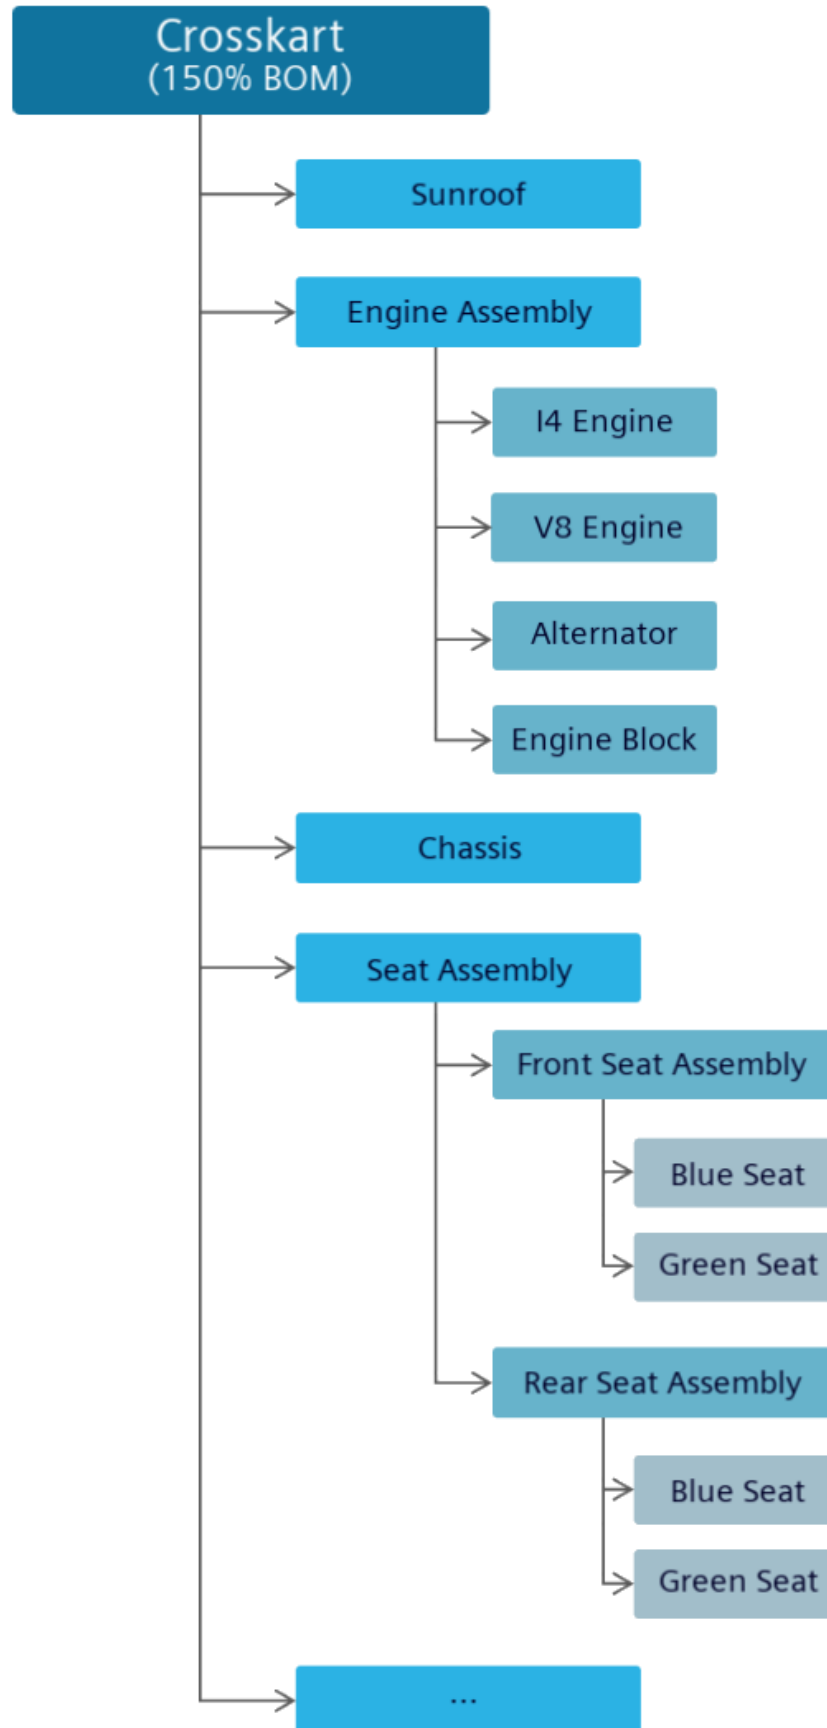 Crosskart
(150% BOM)
Sunroof
Engine Assembly
I4 Engine
V8 Engine
Alternator
Engine Block
Chassis
Seat Assembly
Front Seat Assembly
Blue Seat
Green Seat
Rear Seat Assembly
Blue Seat
Green Seat
...